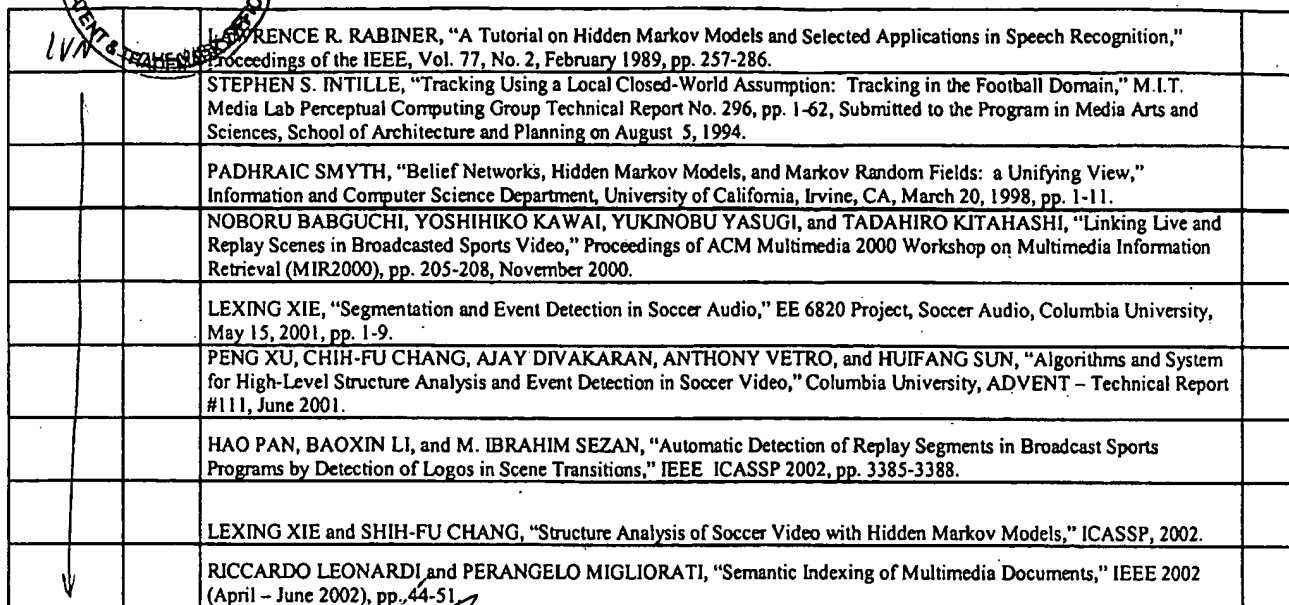 LVN
ENT & TRADEMARK OFFI
LAWRENCE R. RABINER, “A Tutorial on Hidden Markov Models and Selected Applications in Speech Recognition,”
Proceedings of the IEEE, Vol. 77, No. 2, February 1989, pp. 257-286.
STEPHEN S. INTILLE, “Tracking Using a Local Closed-World Assumption: Tracking in the Football Domain,” M.I.T.
Media Lab Perceptual Computing Group Technical Report No. 296, pp. 1-62, Submitted to the Program in Media Arts and
Sciences, School of Architecture and Planning on August 5, 1994.
PADHRAIC SMYTH, “Belief Networks, Hidden Markov Models, and Markov Random Fields: a Unifying View,”
Information and Computer Science Department, University of California, Irvine, CA, March 20, 1998, pp. 1-11.
NOBORU BABGUCHI, YOSHIHIKO KAWAI, YUKINOBU YASUGI, and TADAHIRO KITAHASHI, “Linking Live and
Replay Scenes in Broadcasted Sports Video,” Proceedings of ACM Multimedia 2000 Workshop on Multimedia Information
Retrieval (MIR2000), pp. 205-208, November 2000.
LEXING XIE, “Segmentation and Event Detection in Soccer Audio,” EE 6820 Project, Soccer Audio, Columbia University,
May 15, 2001, pp. 1-9.
PENG XU, CHIH-FU CHANG, AJAY DIVAKARAN, ANTHONY VETRO, and HUIFANG SUN, “Algorithms and System
for High-Level Structure Analysis and Event Detection in Soccer Video,” Columbia University, ADVENT – Technical Report
#111, June 2001.
HAO PAN, BAOXIN LI, and M. IBRAHIM SEZAN, “Automatic Detection of Replay Segments in Broadcast Sports
Programs by Detection of Logos in Scene Transitions,” IEEE ICASSP 2002, pp. 3385-3388.
LEXING XIE and SHIH-FU CHANG, “Structure Analysis of Soccer Video with Hidden Markov Models,” ICASSP, 2002.
RICCARDO LEONARDI and PERANGELO MIGLIORATI, “Semantic Indexing of Multimedia Documents,” IEEE 2002
(April – June 2002), pp., 44-51